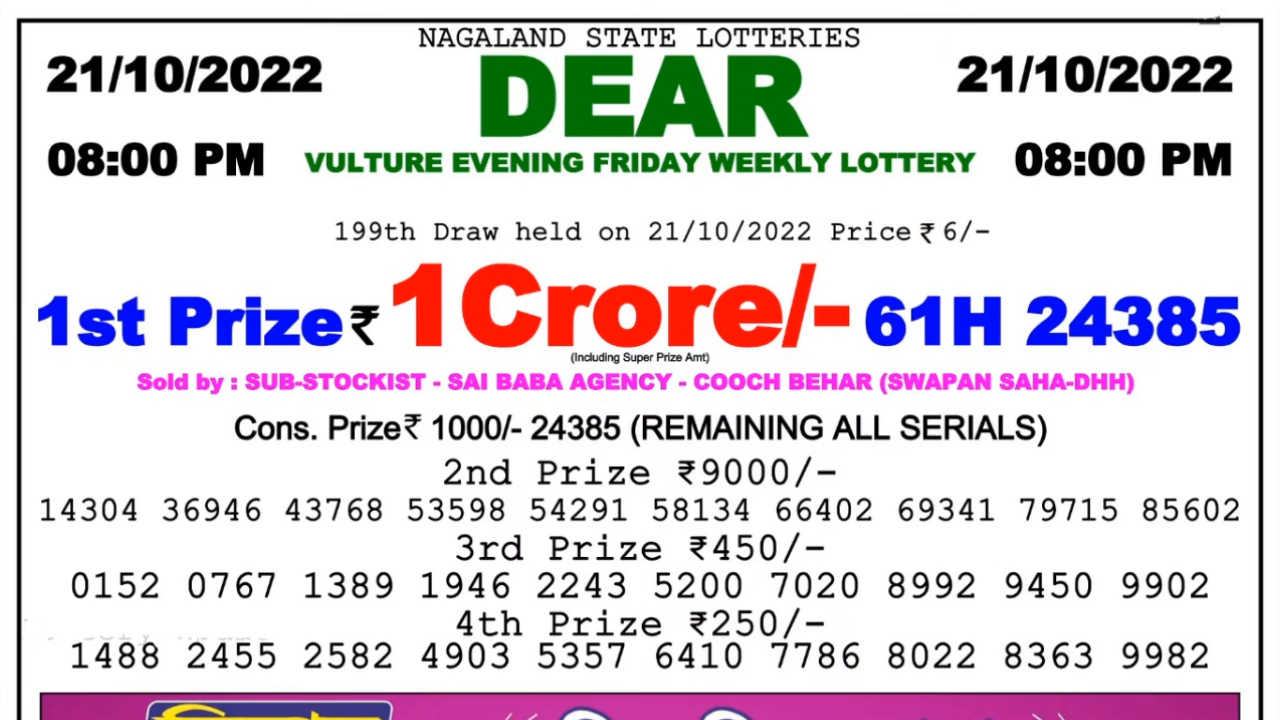 NAGALAND STATE LOTTERIES
21/10/2022 DEAR 21/10/2022
08:00 PM VULTURE EVENING FRIDAY WEEKLY LOTTERY 08:00 PM
199th Draw held on 21/10/2022 Price ₹ 6/-
1st Prize ₹ 1Crore/- 61H 24385
(Including Super Prize Amt)
Sold by : SUB-STOCKIST - SAI BABA AGENCY - COOCH BEHAR (SWAPAN SAHA-DHH)
Cons. Prize ₹ 1000/- 24385 (REMAINING ALL SERIALS)
2nd Prize ₹9000/-
14304 36946 43768 53598 54291 58134 66402 69341 79715 85602
3rd Prize ₹450/-
0152 0767 1389 1946 2243 5200 7020 8992 9450 9902
4th Prize ₹250/-
1488 2455 2582 4903 5357 6410 7786 8022 8363 9982